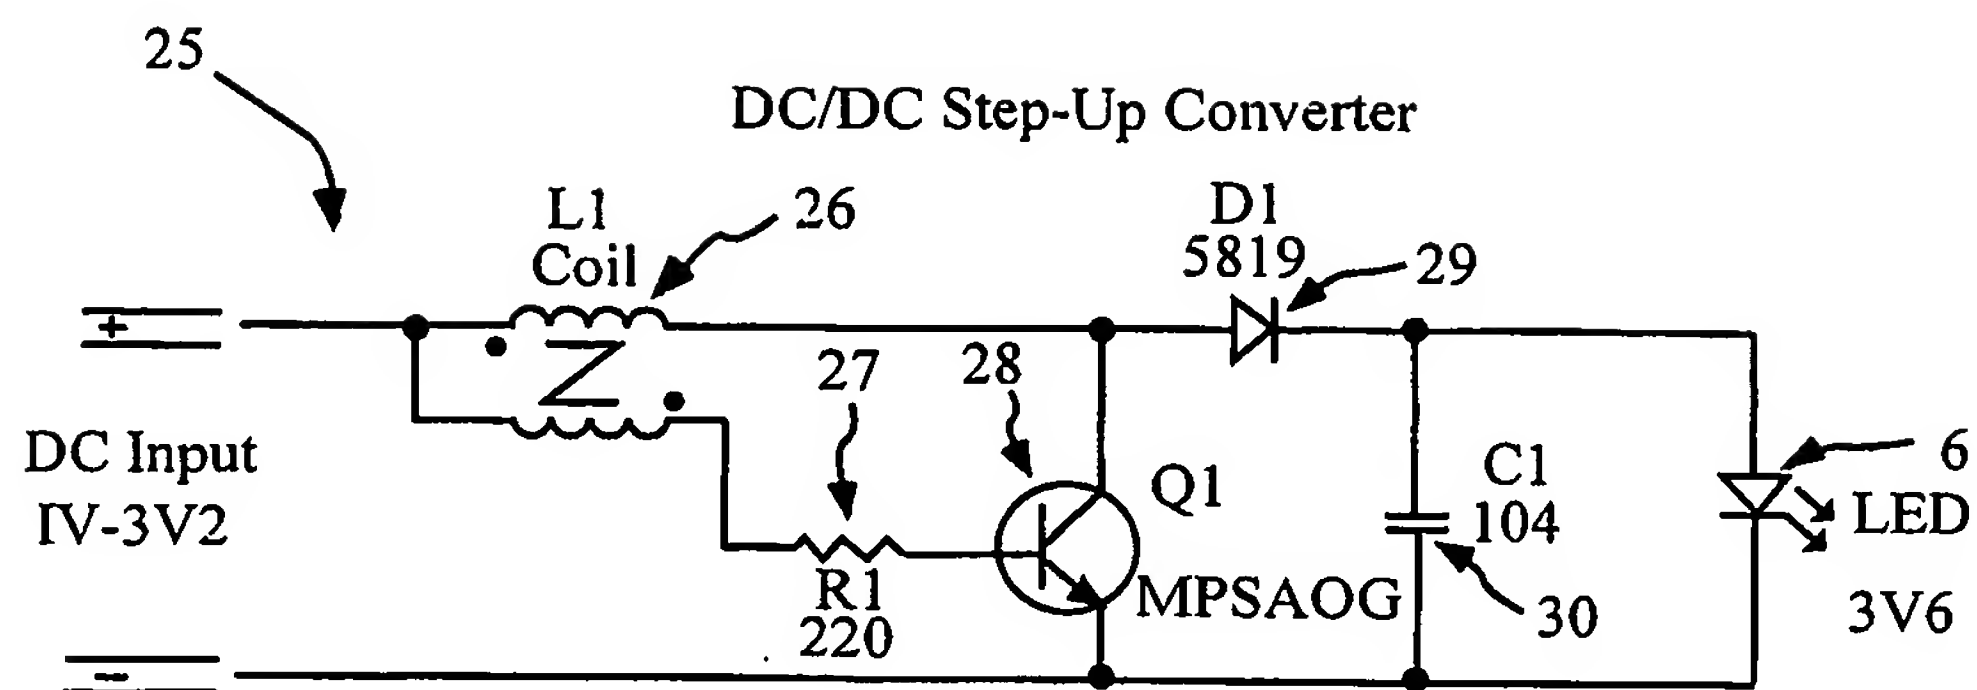 25
DC/DC Step-Up Converter
L1
Coil
26
D1
5819
29
+
27
28
DC Input
IV-3V2
Q1
C1
104
6
LED
R1
220
MPSAOG
30
3V6
-